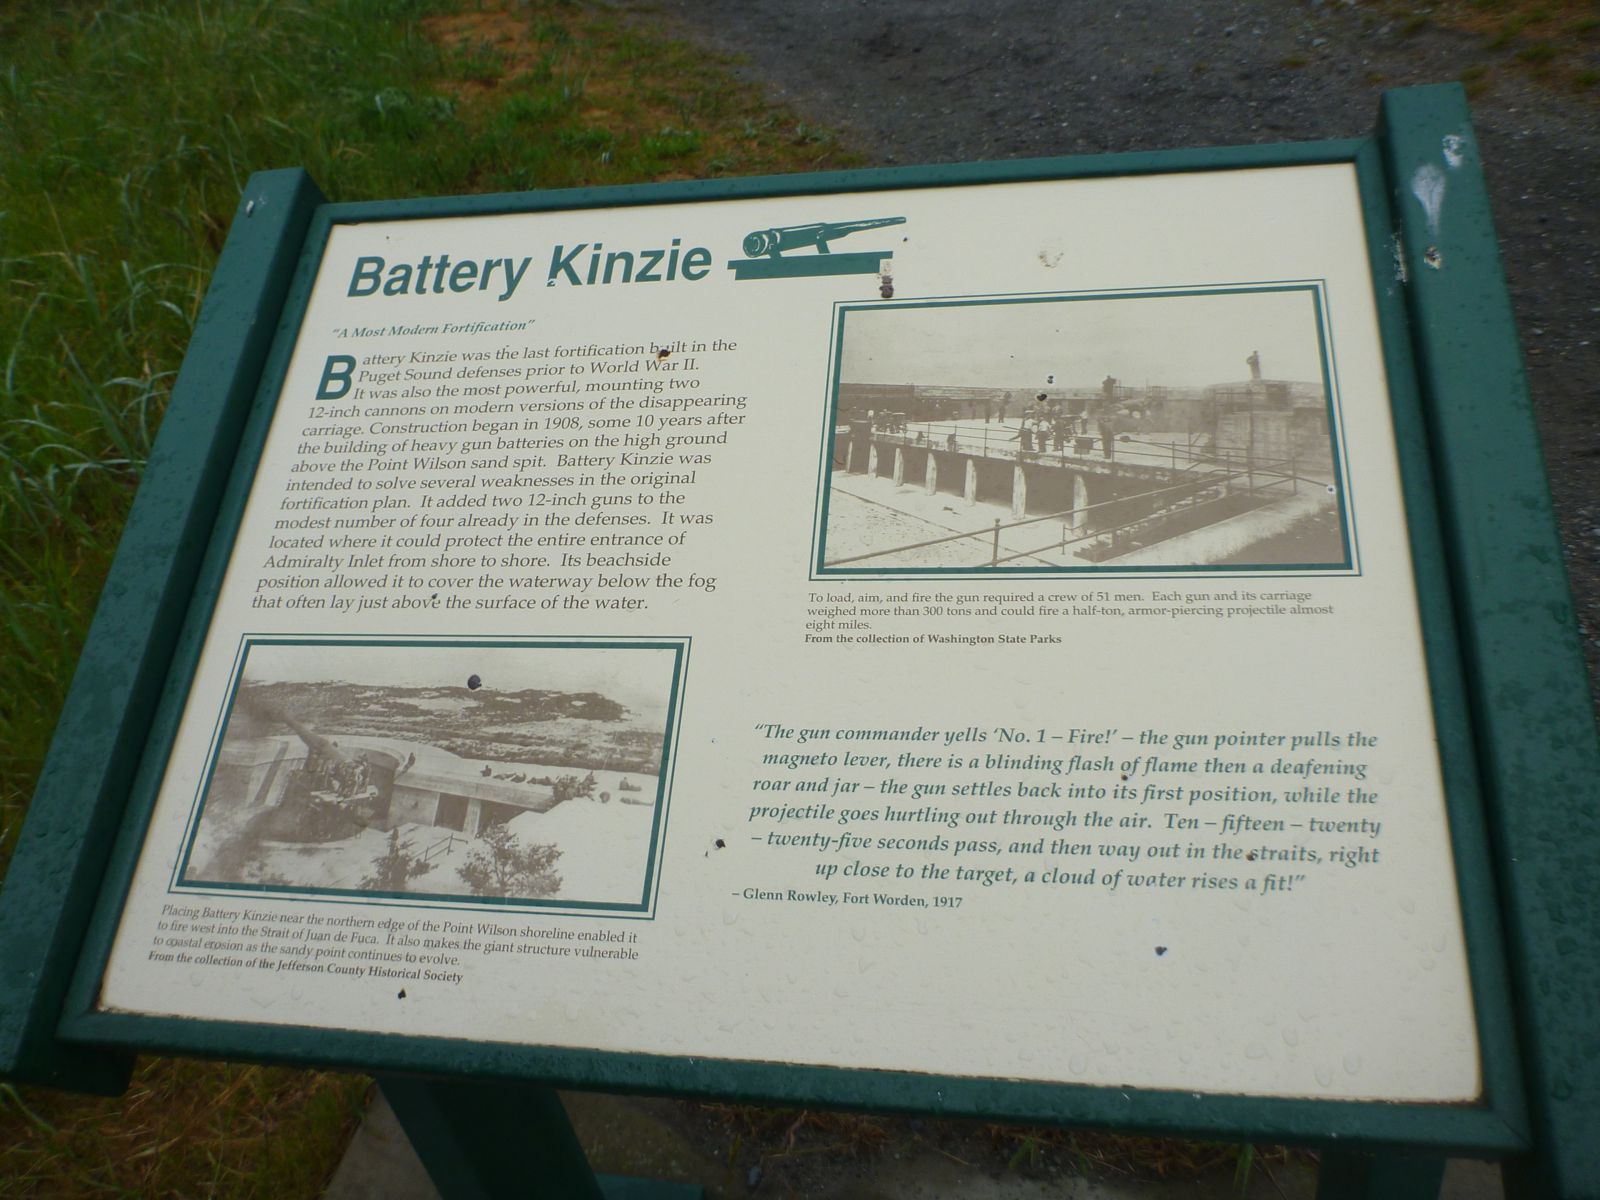 Battery Kinzie
"A Most Modern Fortification"
Battery Kinzie was the last fortification built in the
Puget Sound defenses prior to World War II.
It was also the most powerful, mounting two
12-inch cannons on modern versions of the disappearing
carriage. Construction began in 1908, some 10 years after
the building of heavy gun batteries on the high ground
above the Point Wilson sand spit. Battery Kinzie was
intended to solve several weaknesses in the original
fortification plan. It added two 12-inch guns to the
modest number of four already in the defenses. It was
located where it could protect the entire entrance of
Admiralty Inlet from shore to shore. Its beachside
position allowed it to cover the waterway below the fog
that often lay just above the surface of the water.
To load, aim, and fire the gun required a crew of 51 men. Each gun and its carriage
weighed more than 300 tons and could fire a half-ton, armor-piercing projectile almost
eight miles.
From the collection of Washington State Parks
Placing Battery Kinzie near the northern edge of the Point Wilson shoreline enabled it
to fire west into the Strait of Juan de Fuca. It also makes the giant structure vulnerable
to coastal erosion as the sandy point continues to evolve.
From the collection of the Jefferson County Historical Society
"The gun commander yells 'No. 1 – Fire!' – the gun pointer pulls the
magneto lever, there is a blinding flash of flame then a deafening
roar and jar – the gun settles back into its first position, while the
projectile goes hurtling out through the air. Ten – fifteen – twenty
– twenty-five seconds pass, and then way out in the straits, right
up close to the target, a cloud of water rises a fit!"
– Glenn Rowley, Fort Worden, 1917